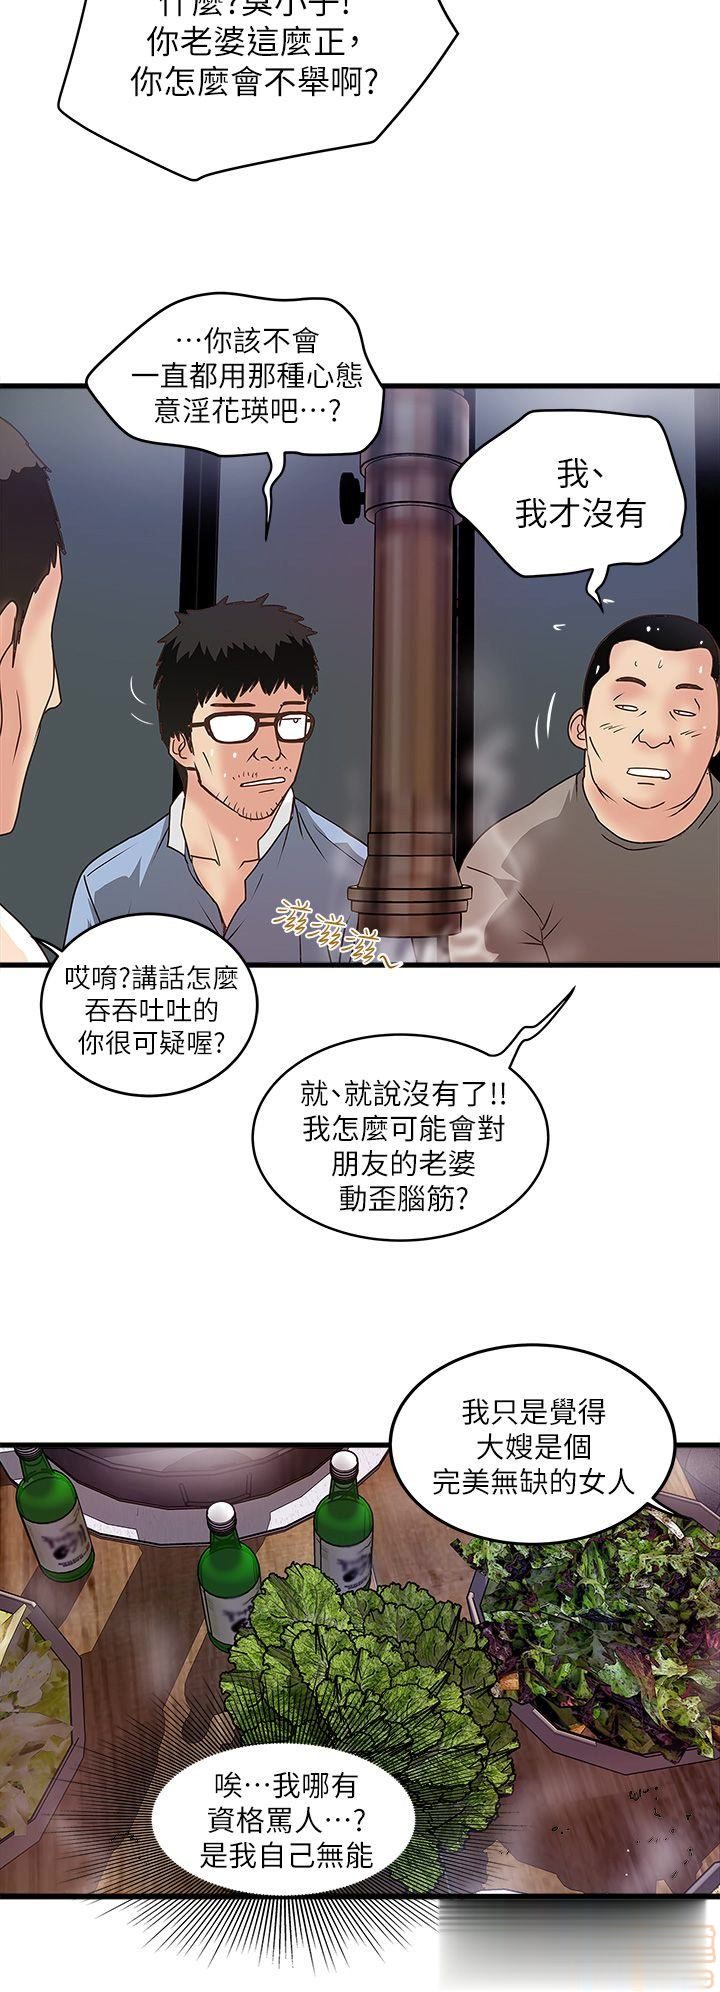 什麼?臭小子!
你老婆這麼正，
你怎麼會不舉啊?
…你該不會
一直都用那種心態
意淫花瑛吧…?
我、
我才沒有
滋滋滋~
哎唷?講話怎麼
吞吞吐吐的
你很可疑喔?
就、就說沒有了!!
我怎麼可能會對
朋友的老婆
動歪腦筋?
我只是覺得
大嫂是個
完美無缺的女人
唉…我哪有
資格罵人…?
是我自己無能